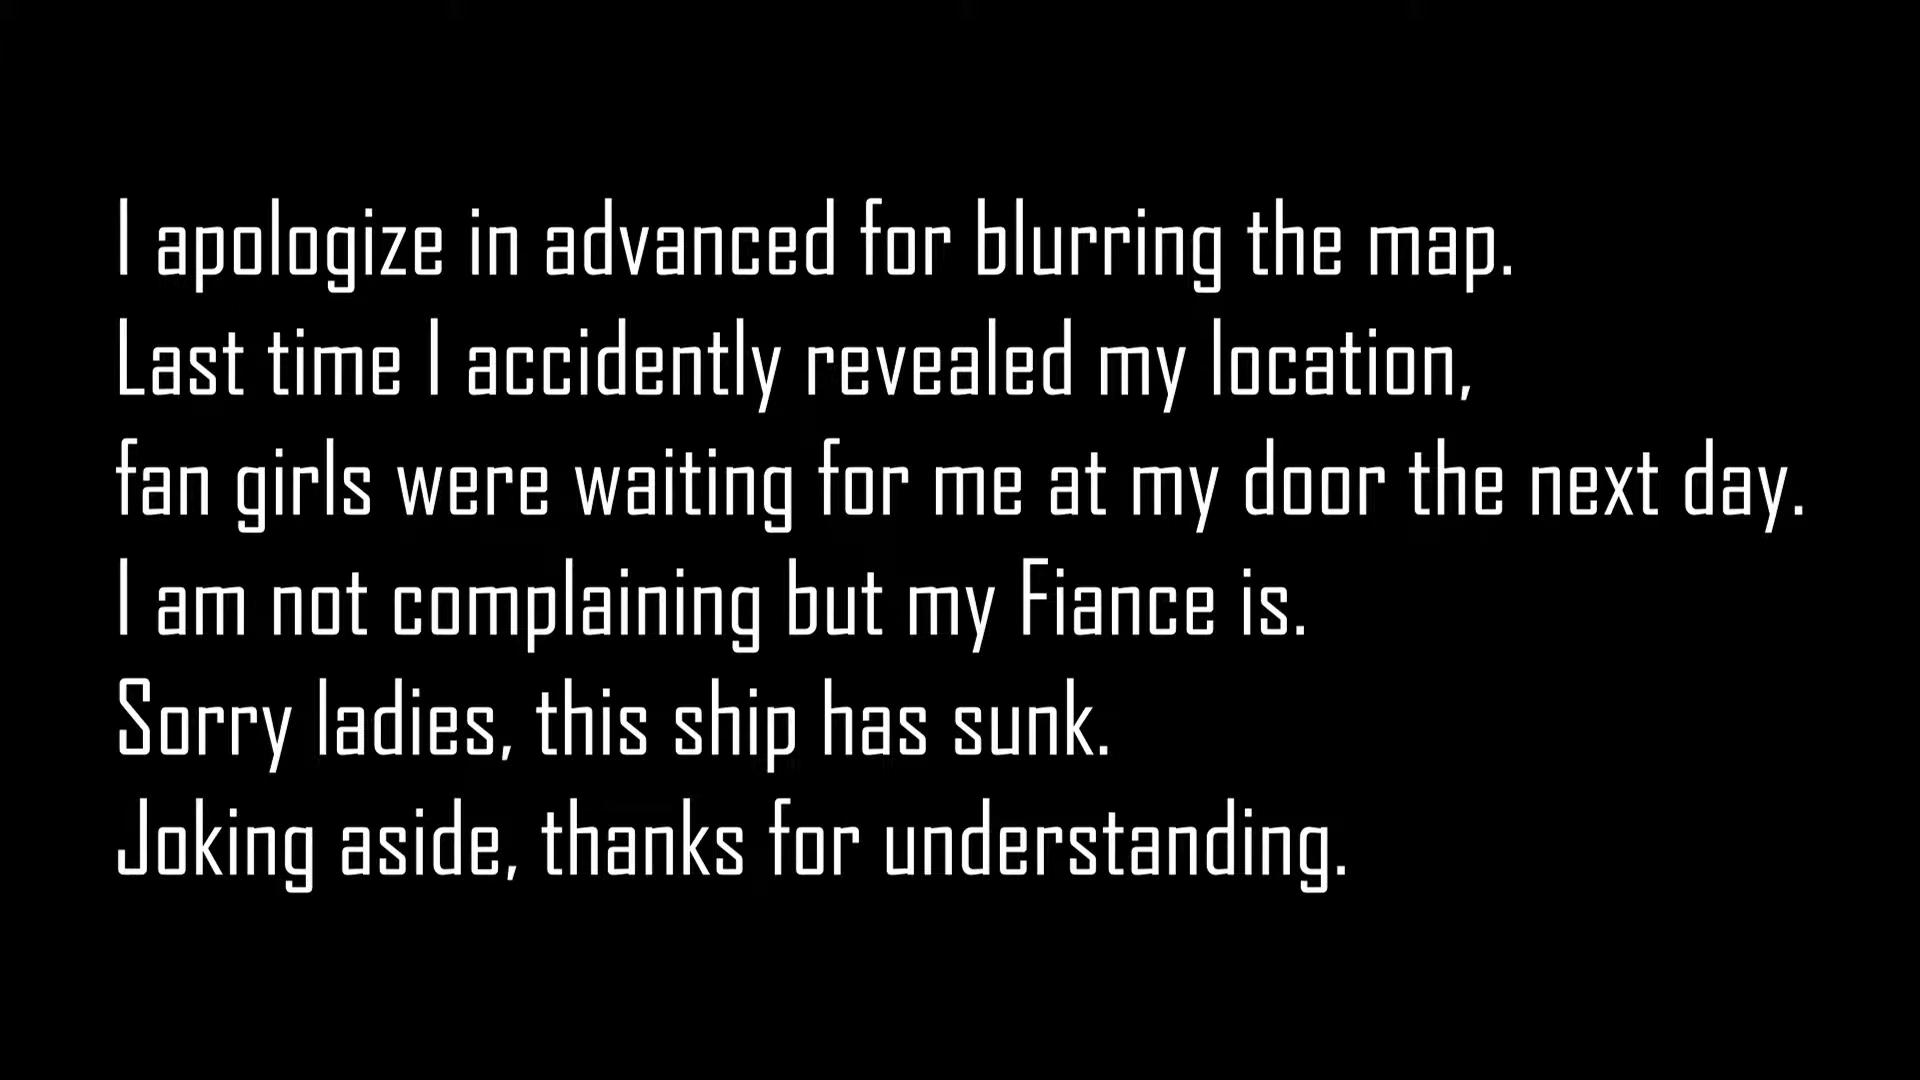 I apologize in advanced for blurring the map.
Last time I accidently revealed my location,
fan girls were waiting for me at my door the next day.
I am not complaining but my Fiance is.
Sorry ladies, this ship has sunk.
Joking aside, thanks for understanding.